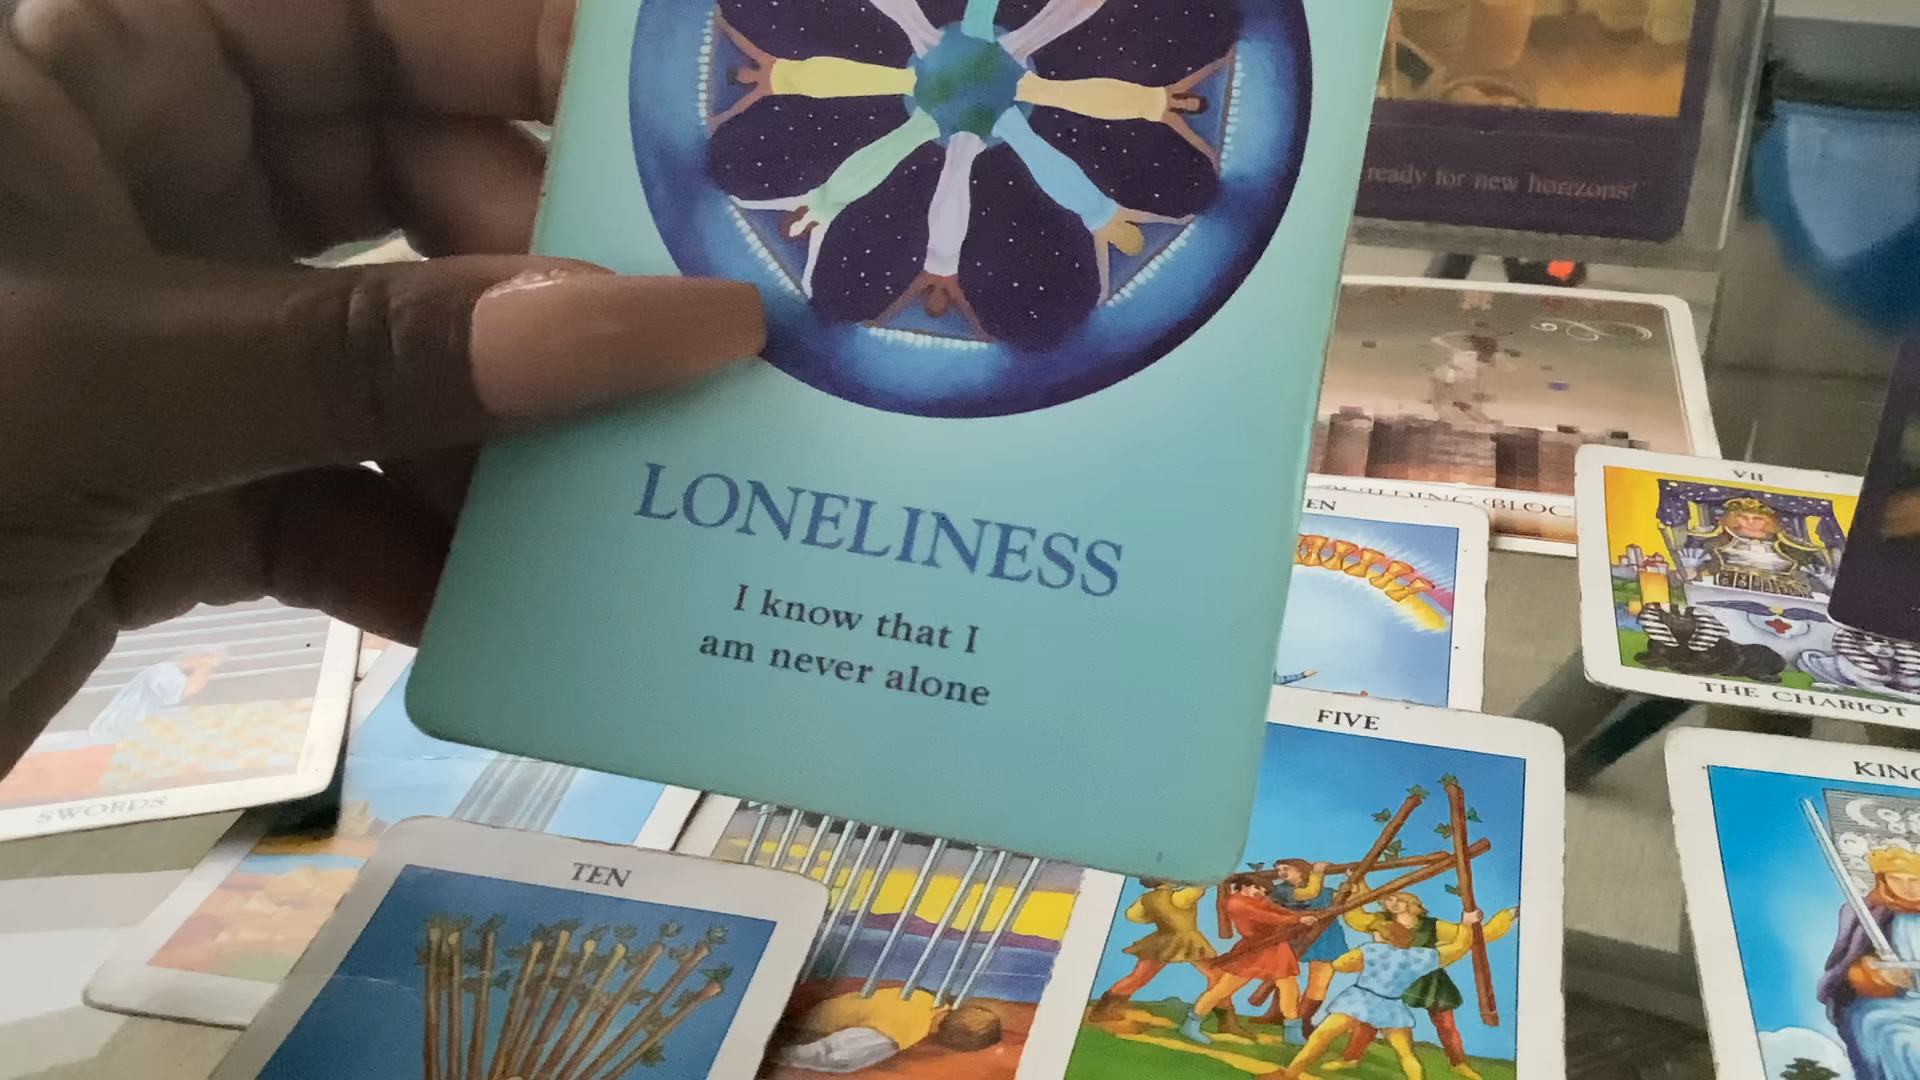 ready for new horizons!
LONELINESS
I know that I
am never alone
BUILDING BLOC
EN
VII
THE CHARIOT
FIVE
KING
SWORDS
TEN